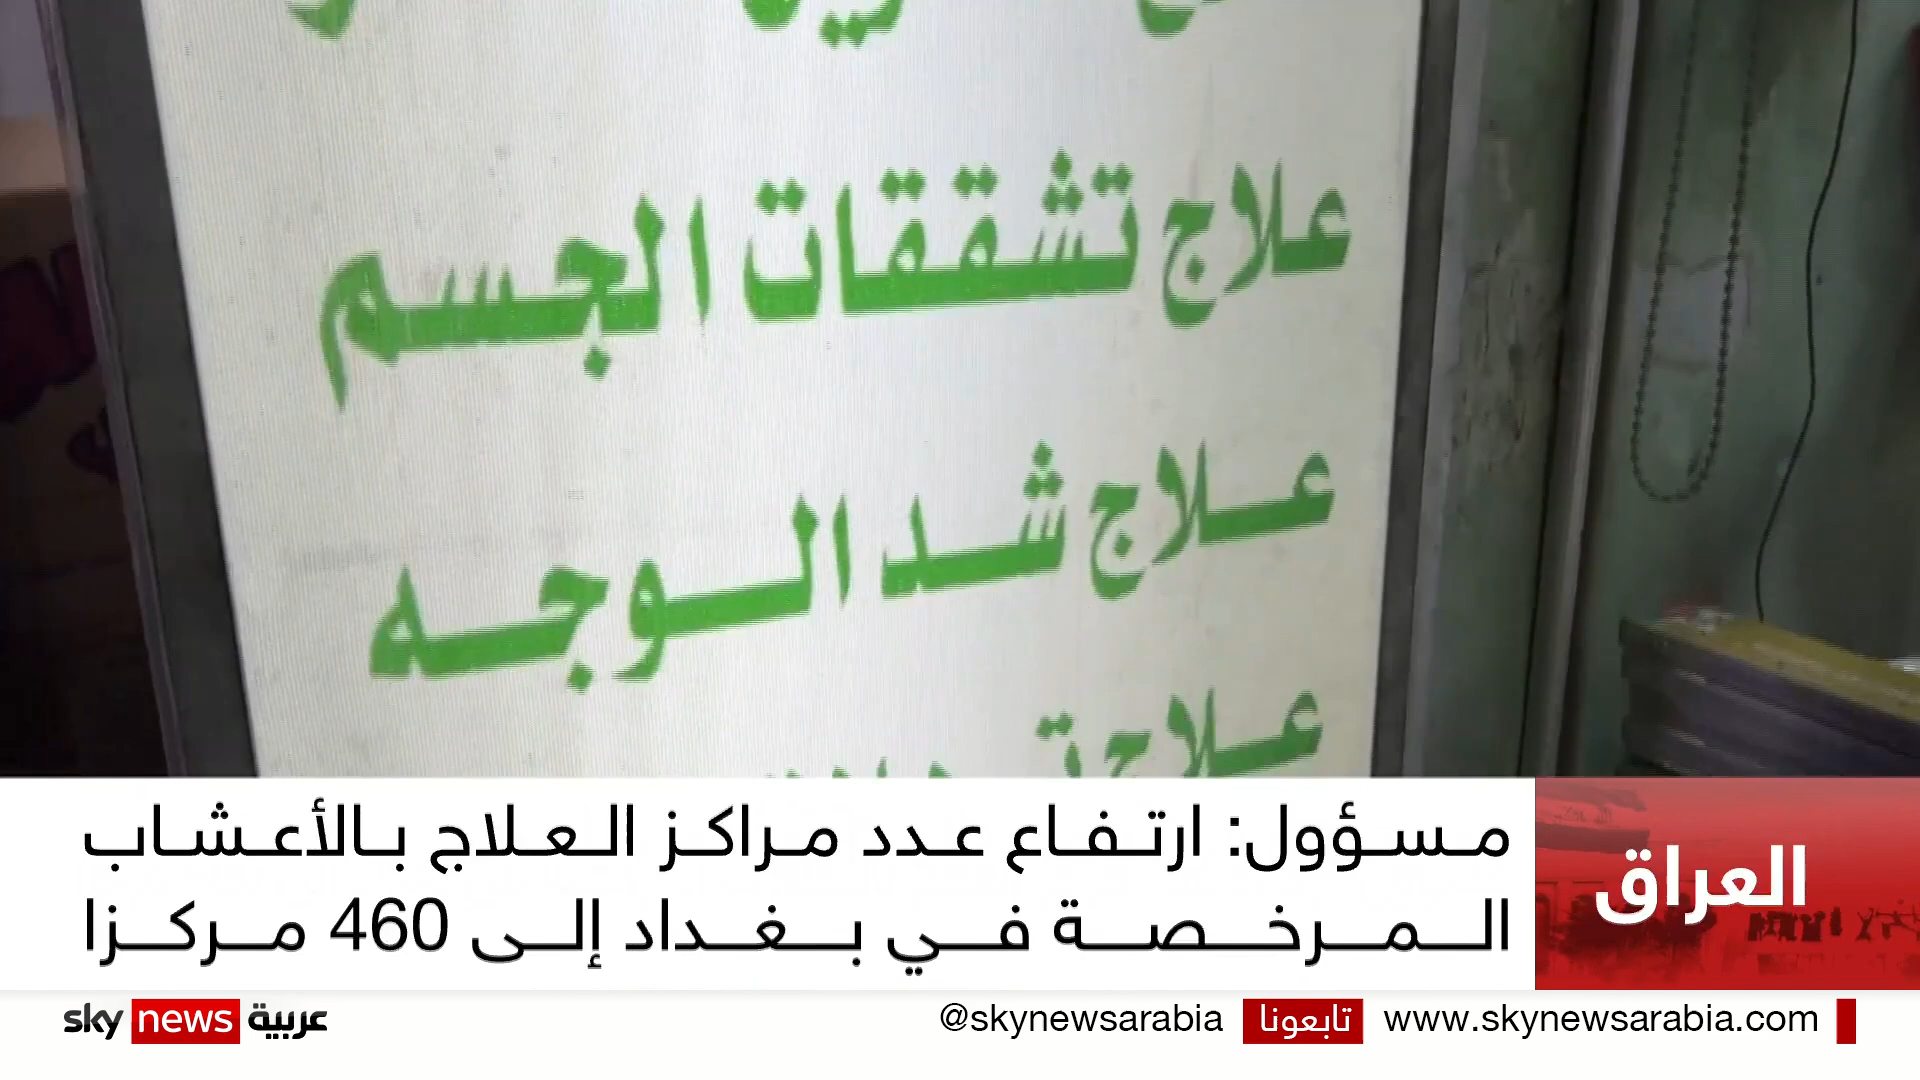 علاج تشققات الجسم
علاج شد الوجه
علاج
العراق
مسؤول: ارتفاع عدد مراكز العلاج بالأعشاب
المرخصة في بغداد إلى 460 مركزا
sky news عربية
@skynewsarabia تابعونا www.skynewsarabia.com